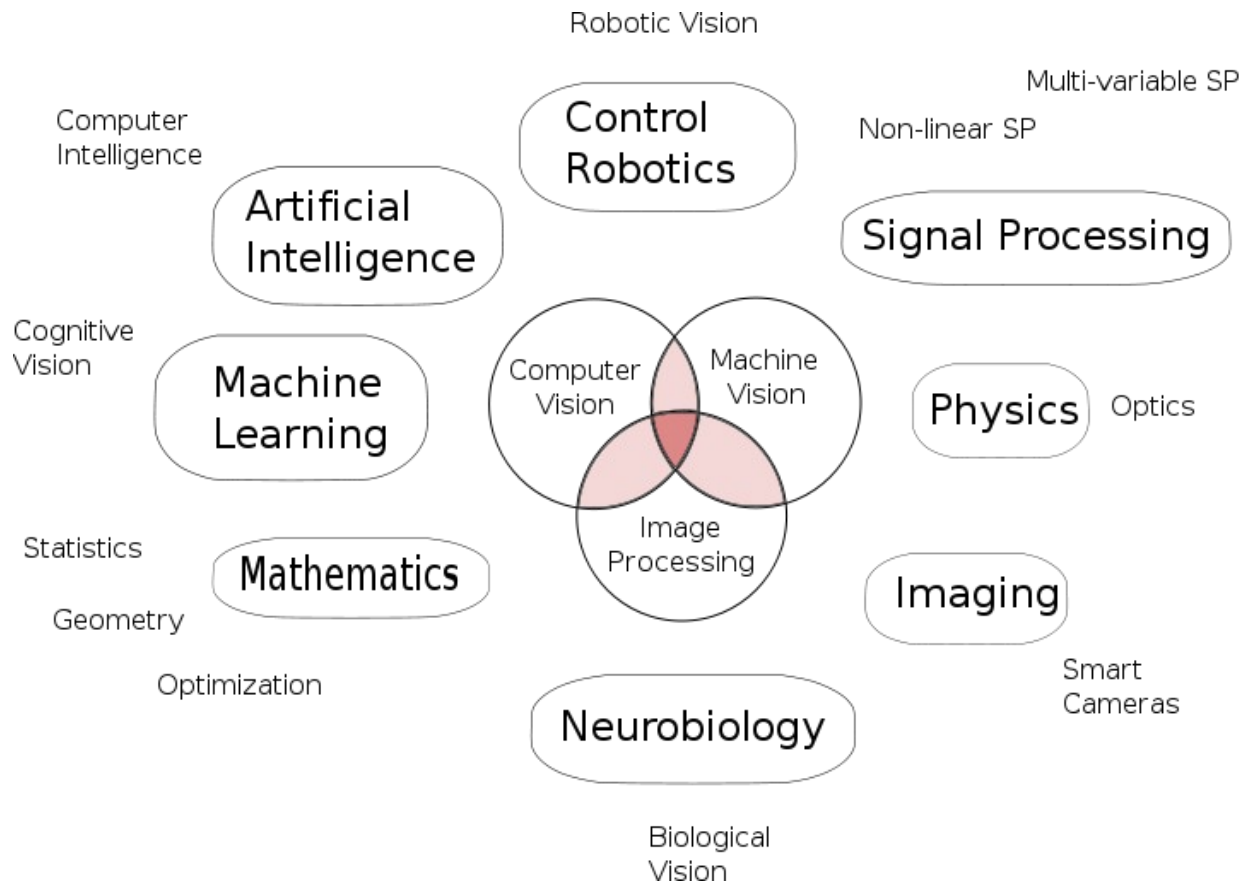 Robotic Vision
Multi-variable SP
Non-linear SP
Control
Robotics
Computer
Intelligence
Artificial
Intelligence
Signal Processing
Cognitive
Vision
Machine
Learning
Computer
Vision
Machine
Vision
Physics
Optics
Image
Processing
Statistics
Mathematics
Geometry
Optimization
Imaging
Smart
Cameras
Neurobiology
Biological
Vision